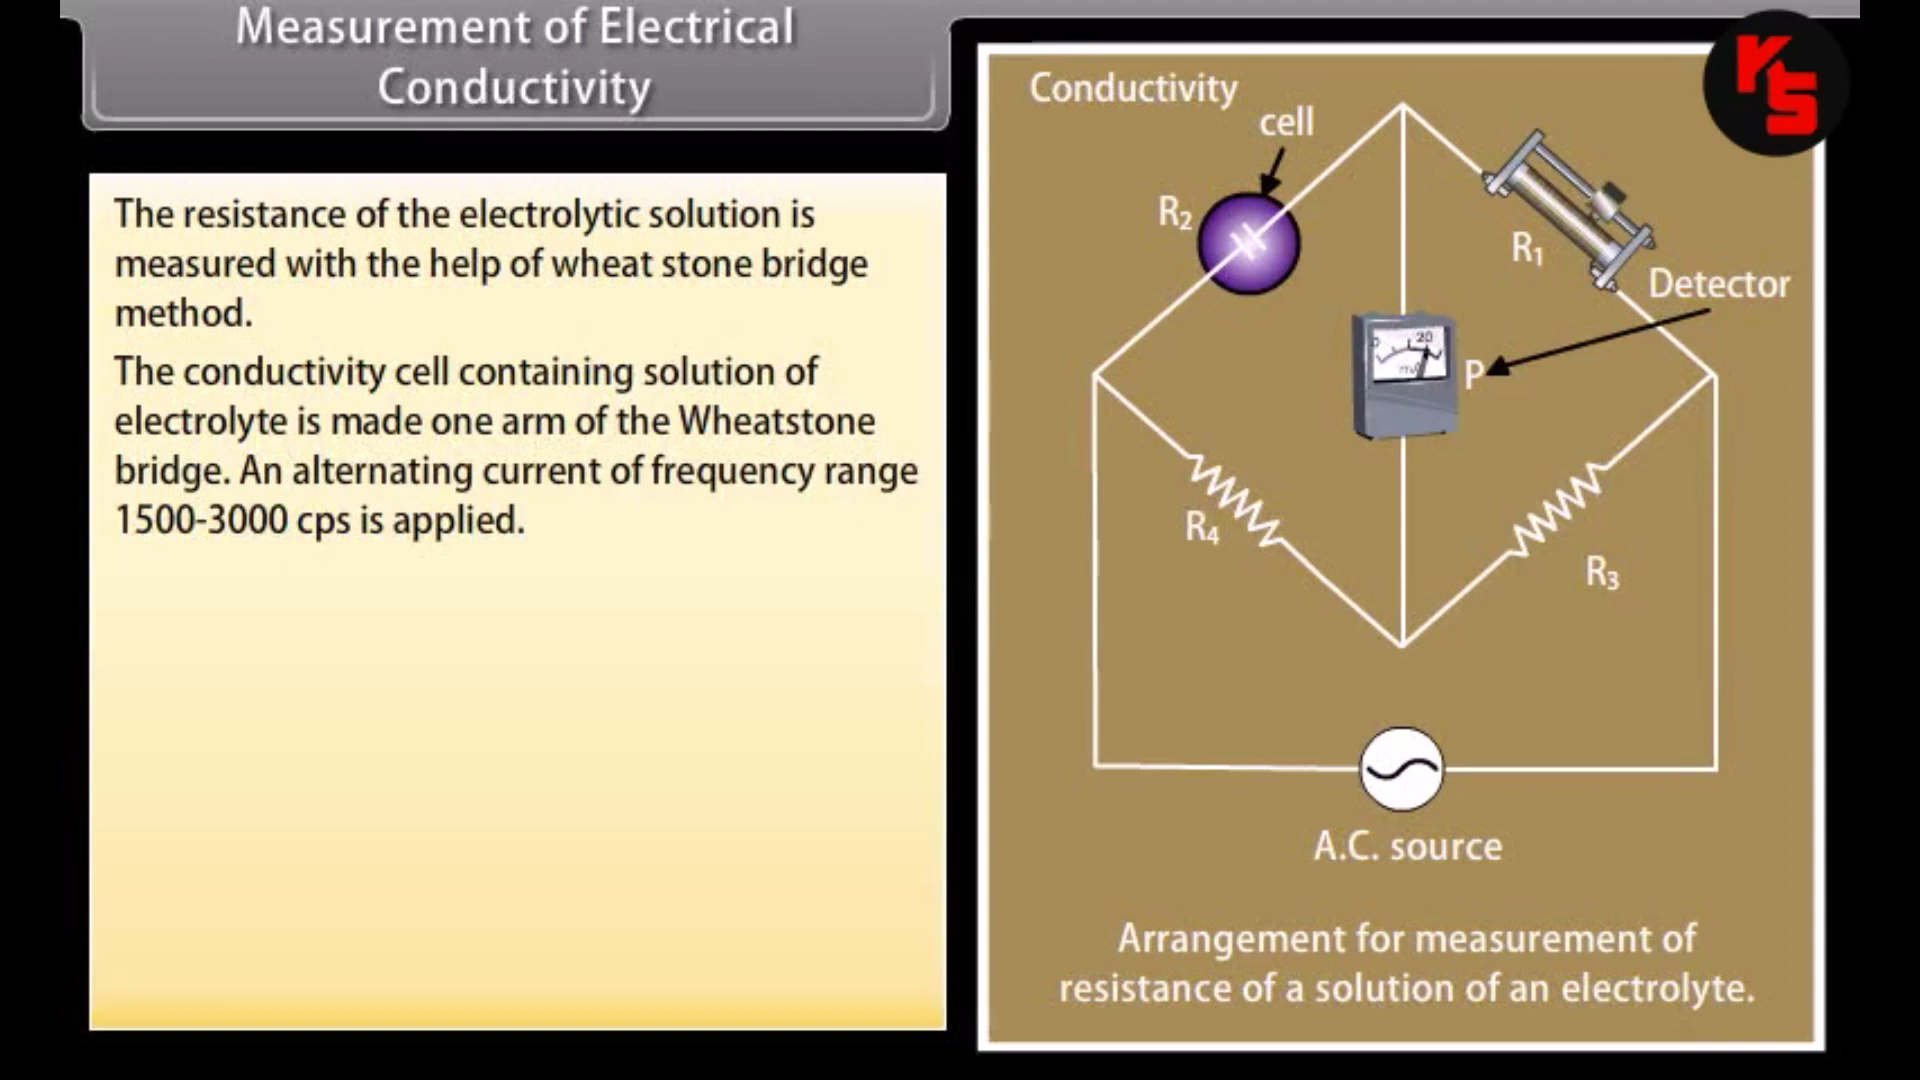 Measurement of Electrical
Conductivity
The resistance of the electrolytic solution is
measured with the help of wheat stone bridge
method.
The conductivity cell containing solution of
electrolyte is made one arm of the Wheatstone
bridge. An alternating current of frequency range
1500-3000 cps is applied.
Conductivity
cell
R2
R1
Detector
20
P
R4
R3
A.C. source
Arrangement for measurement of
resistance of a solution of an electrolyte.